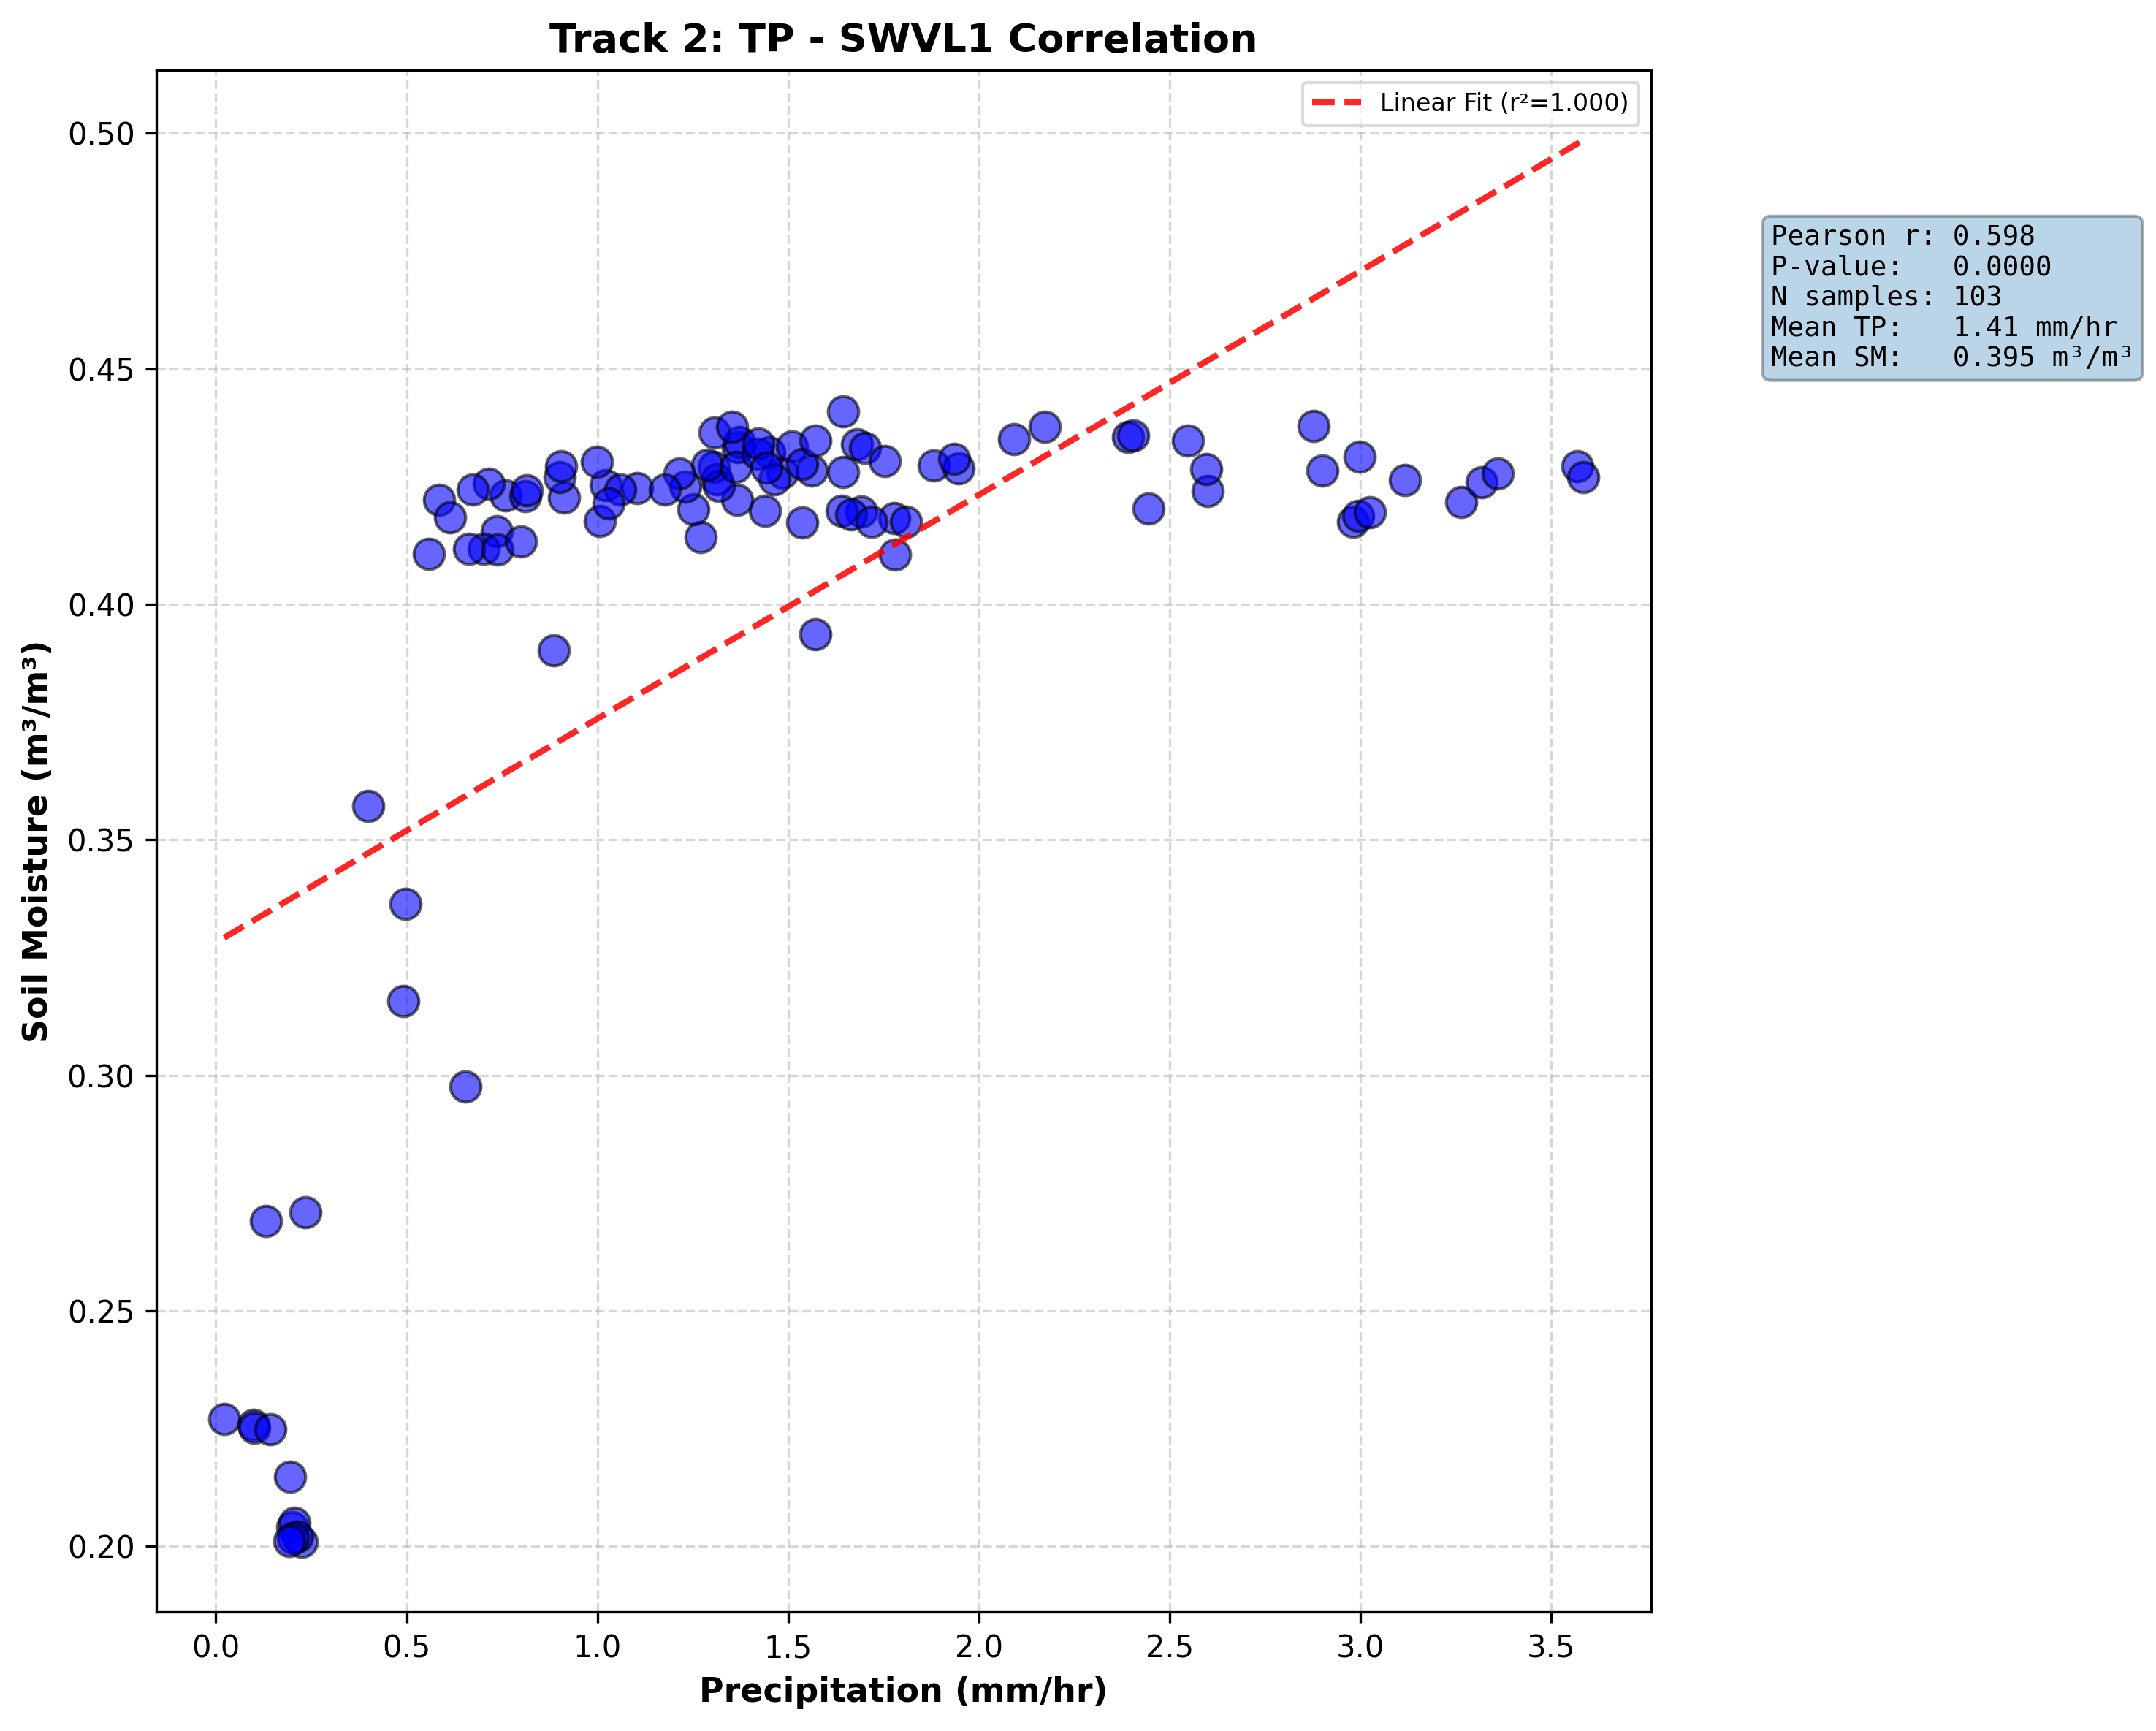 Track 2: TP - SWVL1 Correlation
Linear Fit (r²=1.000)
Pearson r: 0.598
P-value:   0.0000
N samples: 103
Mean TP:   1.41 mm/hr
Mean SM:   0.395 m³/m³
Soil Moisture (m³/m³)
0.50
0.45
0.40
0.35
0.30
0.25
0.20
0.0 0.5 1.0 1.5 2.0 2.5 3.0 3.5
Precipitation (mm/hr)